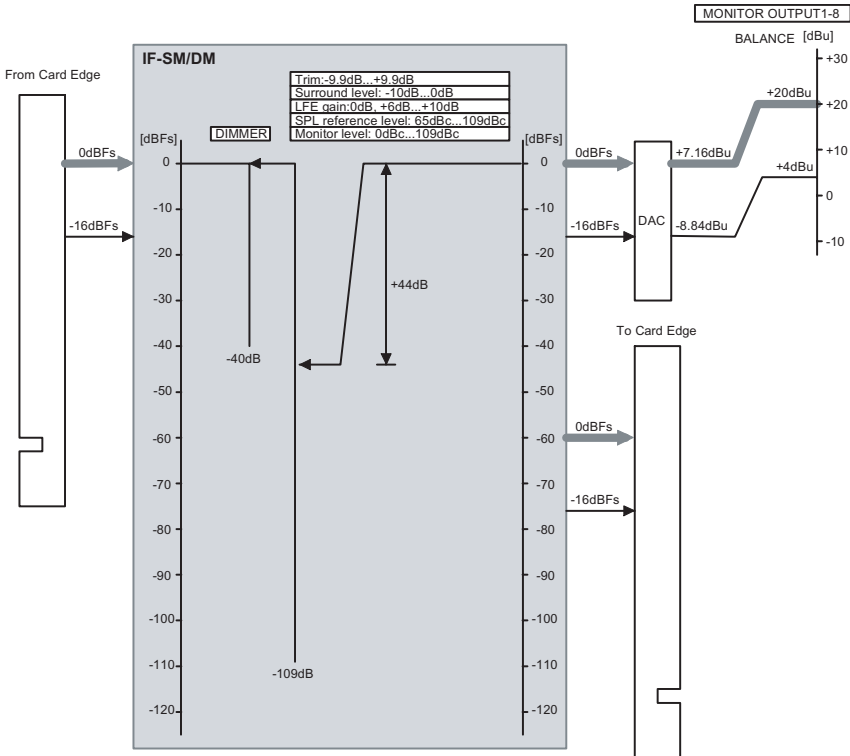 MONITOR OUTPUT1-8
BALANCE [dBu]
+30
+20
+10
0
-10
+20dBu
+4dBu
From Card Edge
0dBFs
-16dBFs
IF-SM/DM
Trim:-9.9dB...+9.9dB
Surround level: -10dB...0dB
LFE gain:0dB, +6dB...+10dB
SPL reference level: 65dBc...109dBc
Monitor level: 0dBc...109dBc
DIMMER
[dBFs]
0
-10
-20
-30
-40
-50
-60
-70
-80
-90
-100
-110
-120
-40dB
-109dB
+44dB
[dBFs]
0
-10
-20
-30
-40
-50
-60
-70
-80
-90
-100
-110
-120
0dBFs
-16dBFs
DAC
+7.16dBu
-8.84dBu
To Card Edge
0dBFs
-16dBFs